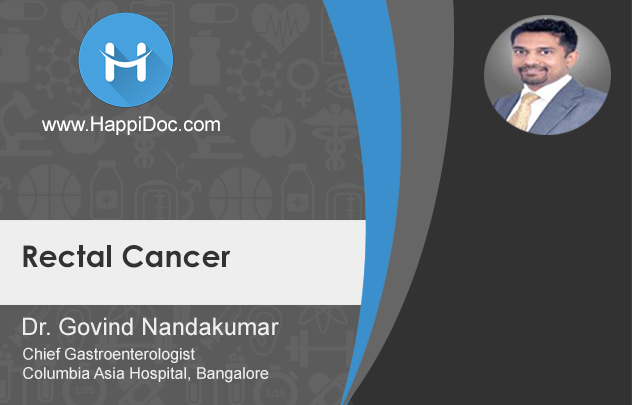 H
www.HappiDoc.com
Rectal Cancer
Dr. Govind Nandakumar
Chief Gastroenterologist
Columbia Asia Hospital, Bangalore